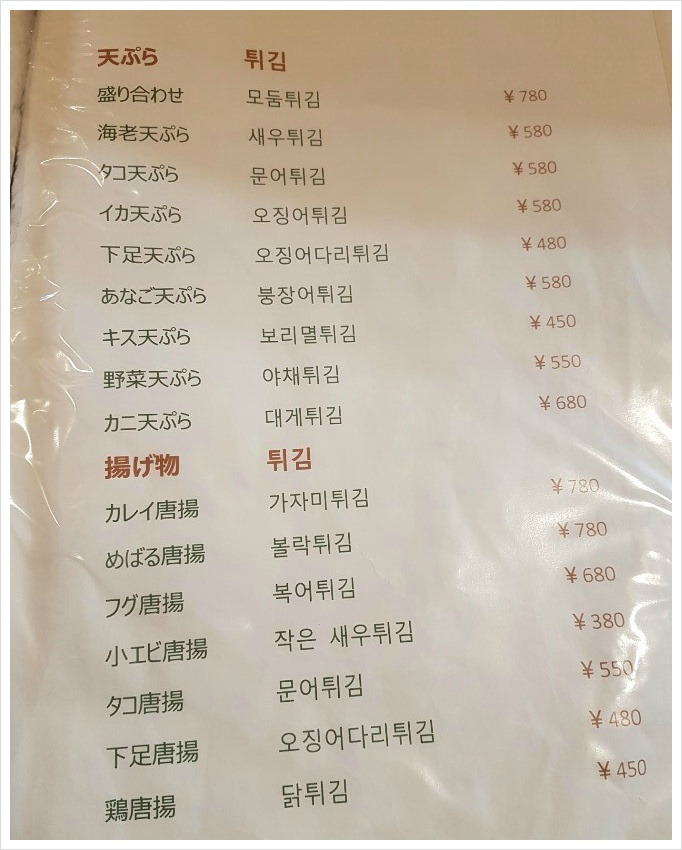 天ぷら 튀김
盛り合わせ 모둠튀김 ¥780
海老天ぷら 새우튀김 ¥580
タコ天ぷら 문어튀김 ¥580
イカ天ぷら 오징어튀김 ¥580
下足天ぷら 오징어다리튀김 ¥480
あなご天ぷら 붕장어튀김 ¥580
キス天ぷら 보리멸튀김 ¥450
野菜天ぷら 야채튀김 ¥550
カニ天ぷら 대게튀김 ¥680
揚げ物 튀김
カレイ唐揚 가자미튀김 ¥780
めばる唐揚 볼락튀김 ¥780
フグ唐揚 복어튀김 ¥680
小エビ唐揚 작은 새우튀김 ¥380
タコ唐揚 문어튀김 ¥550
下足唐揚 오징어다리튀김 ¥480
鶏唐揚 닭튀김 ¥450